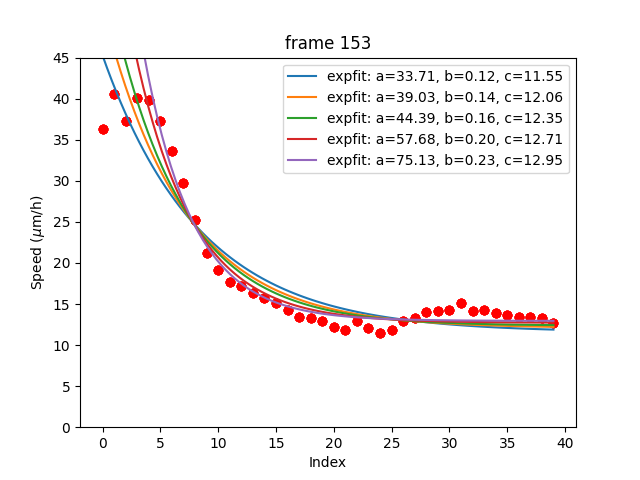 frame 153
45
40
35
30
25
20
15
10
5
0
Speed (μm/h)
expfit: a=33.71, b=0.12, c=11.55
expfit: a=39.03, b=0.14, c=12.06
expfit: a=44.39, b=0.16, c=12.35
expfit: a=57.68, b=0.20, c=12.71
expfit: a=75.13, b=0.23, c=12.95
0 5 10 15 20 25 30 35 40
Index